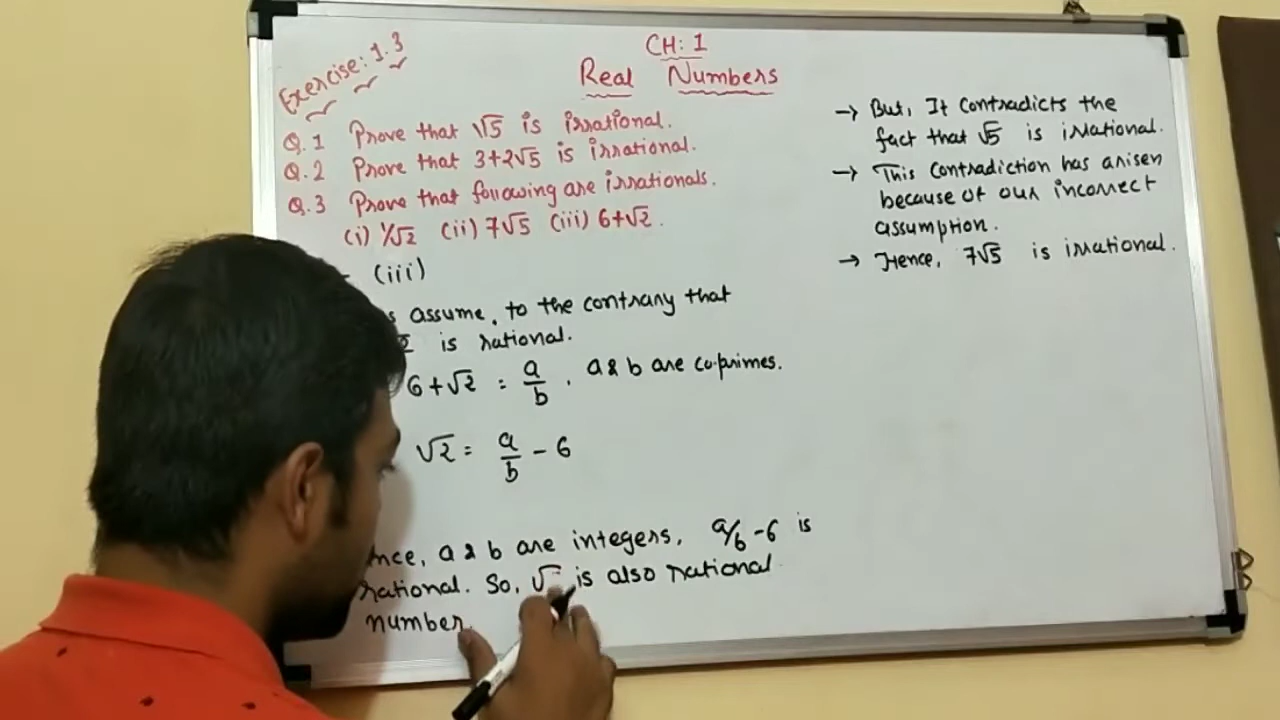 Exercise: 1.3
CH: 1
Real Numbers
Q.1 Prove that √5 is irrational.
Q.2 Prove that 3+2√5 is irrational.
Q.3 Prove that following are irrationals.
(i) 1/√2 (ii) 7√5 (iii) 6+√2.
(iii)
assume, to the contrary that
is rational.
6+√2 = a/b , a & b are co-primes.
√2 = a/b - 6
a & b are integers, a/b - 6 is
rational. So, √ is also rational
number.
→ But, It contradicts the
fact that √5 is irrational.
→ This contradiction has arisen
because of our incorrect
assumption.
→ Hence, 7√5 is irrational.